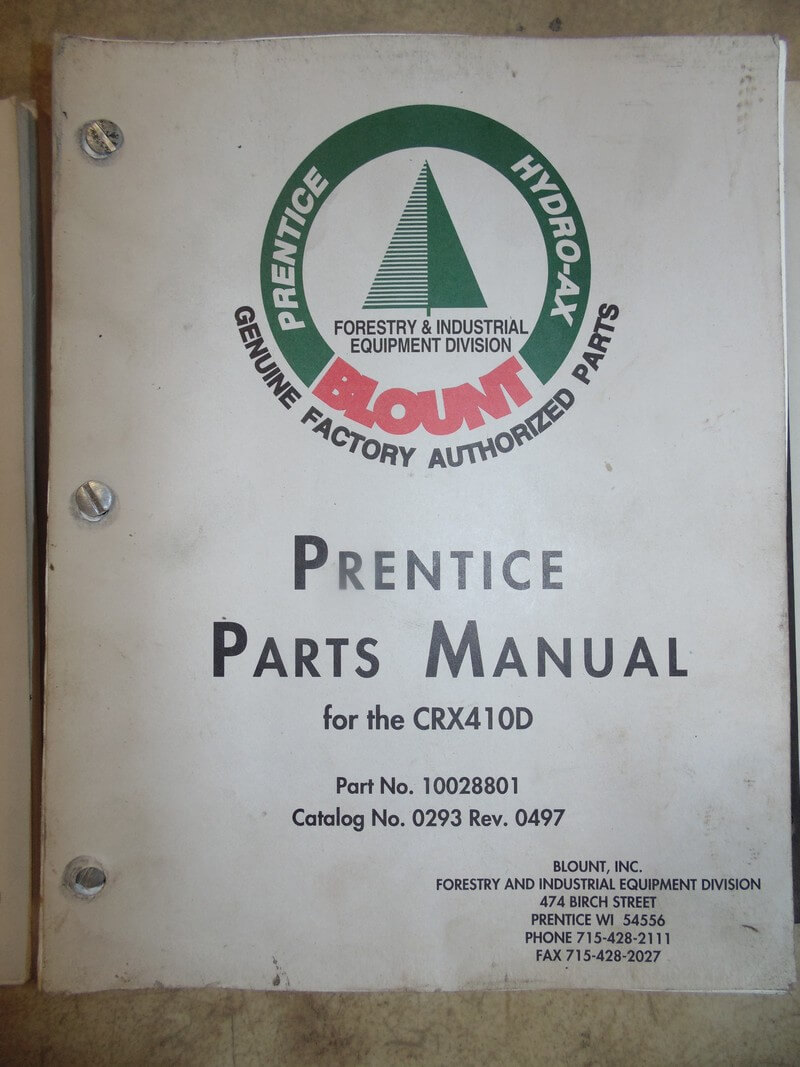 PRENTICE
HYDRO-AX
FORESTRY & INDUSTRIAL
EQUIPMENT DIVISION
BLOUNT
GENUINE FACTORY AUTHORIZED PARTS
PRENTICE
PARTS MANUAL
for the CRX410D
Part No. 10028801
Catalog No. 0293 Rev. 0497
BLOUNT, INC.
FORESTRY AND INDUSTRIAL EQUIPMENT DIVISION
474 BIRCH STREET
PRENTICE WI 54556
PHONE 715-428-2111
FAX 715-428-2027